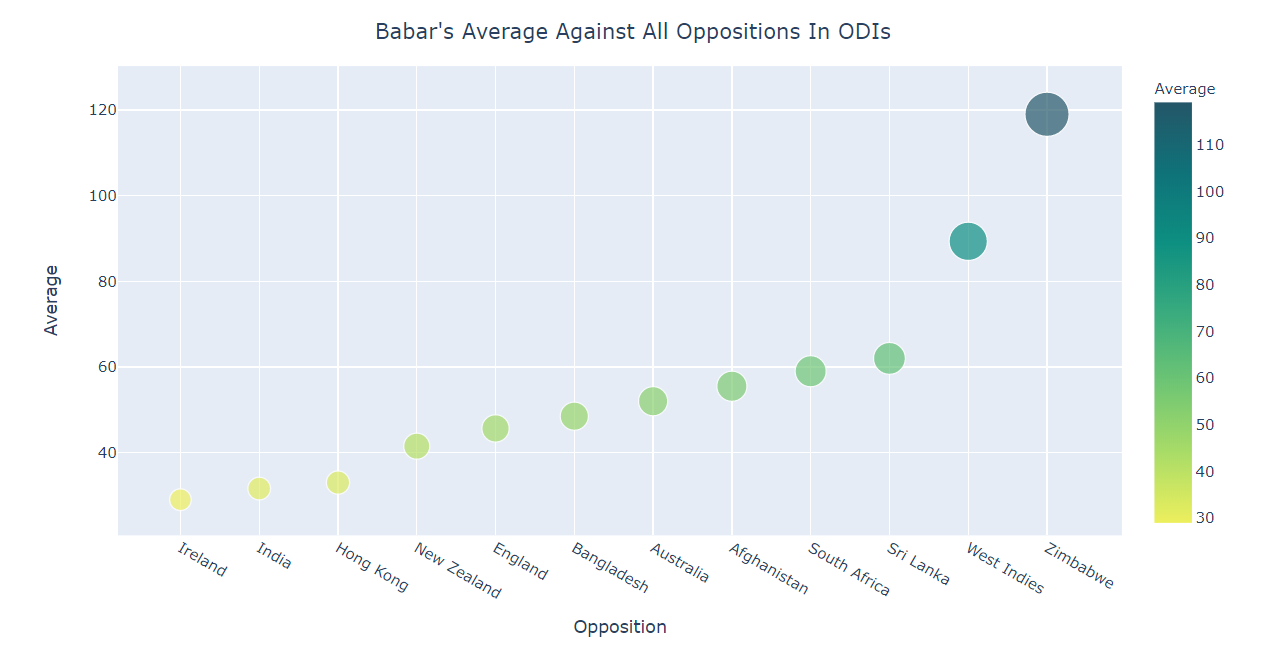 Babar's Average Against All Oppositions In ODIs
Average
120
100
80
60
40
Average
110
100
90
80
70
60
50
40
30
Ireland
India
Hong Kong
New Zealand
England
Bangladesh
Australia
Afghanistan
South Africa
Sri Lanka
West Indies
Zimbabwe
Opposition